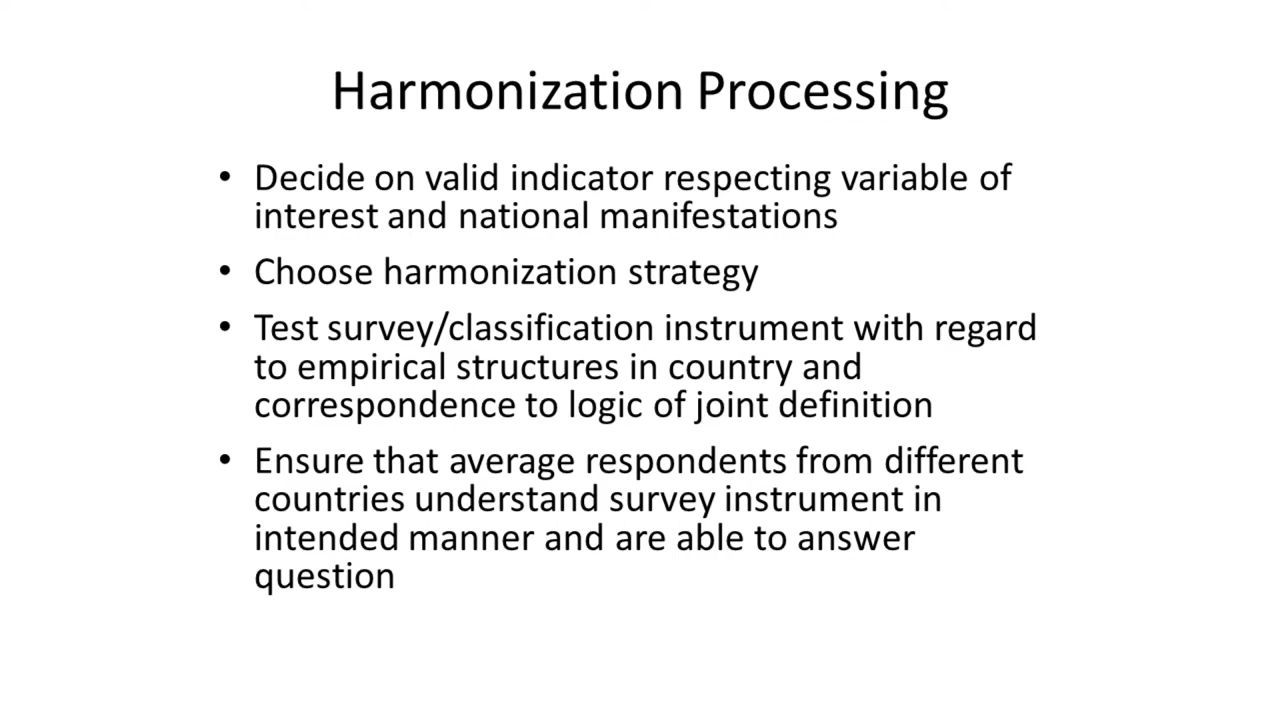 Harmonization Processing
• Decide on valid indicator respecting variable of
interest and national manifestations
• Choose harmonization strategy
• Test survey/classification instrument with regard
to empirical structures in country and
correspondence to logic of joint definition
• Ensure that average respondents from different
countries understand survey instrument in
intended manner and are able to answer
question